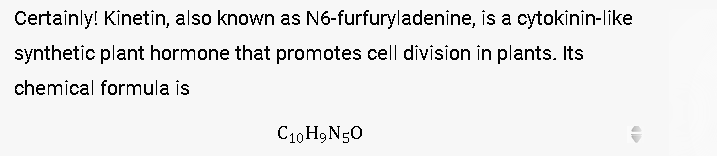 Certainly! Kinetin, also known as N6-furfuryladenine, is a cytokinin-like
synthetic plant hormone that promotes cell division in plants. Its
chemical formula is
C₁₀H₉N₅O